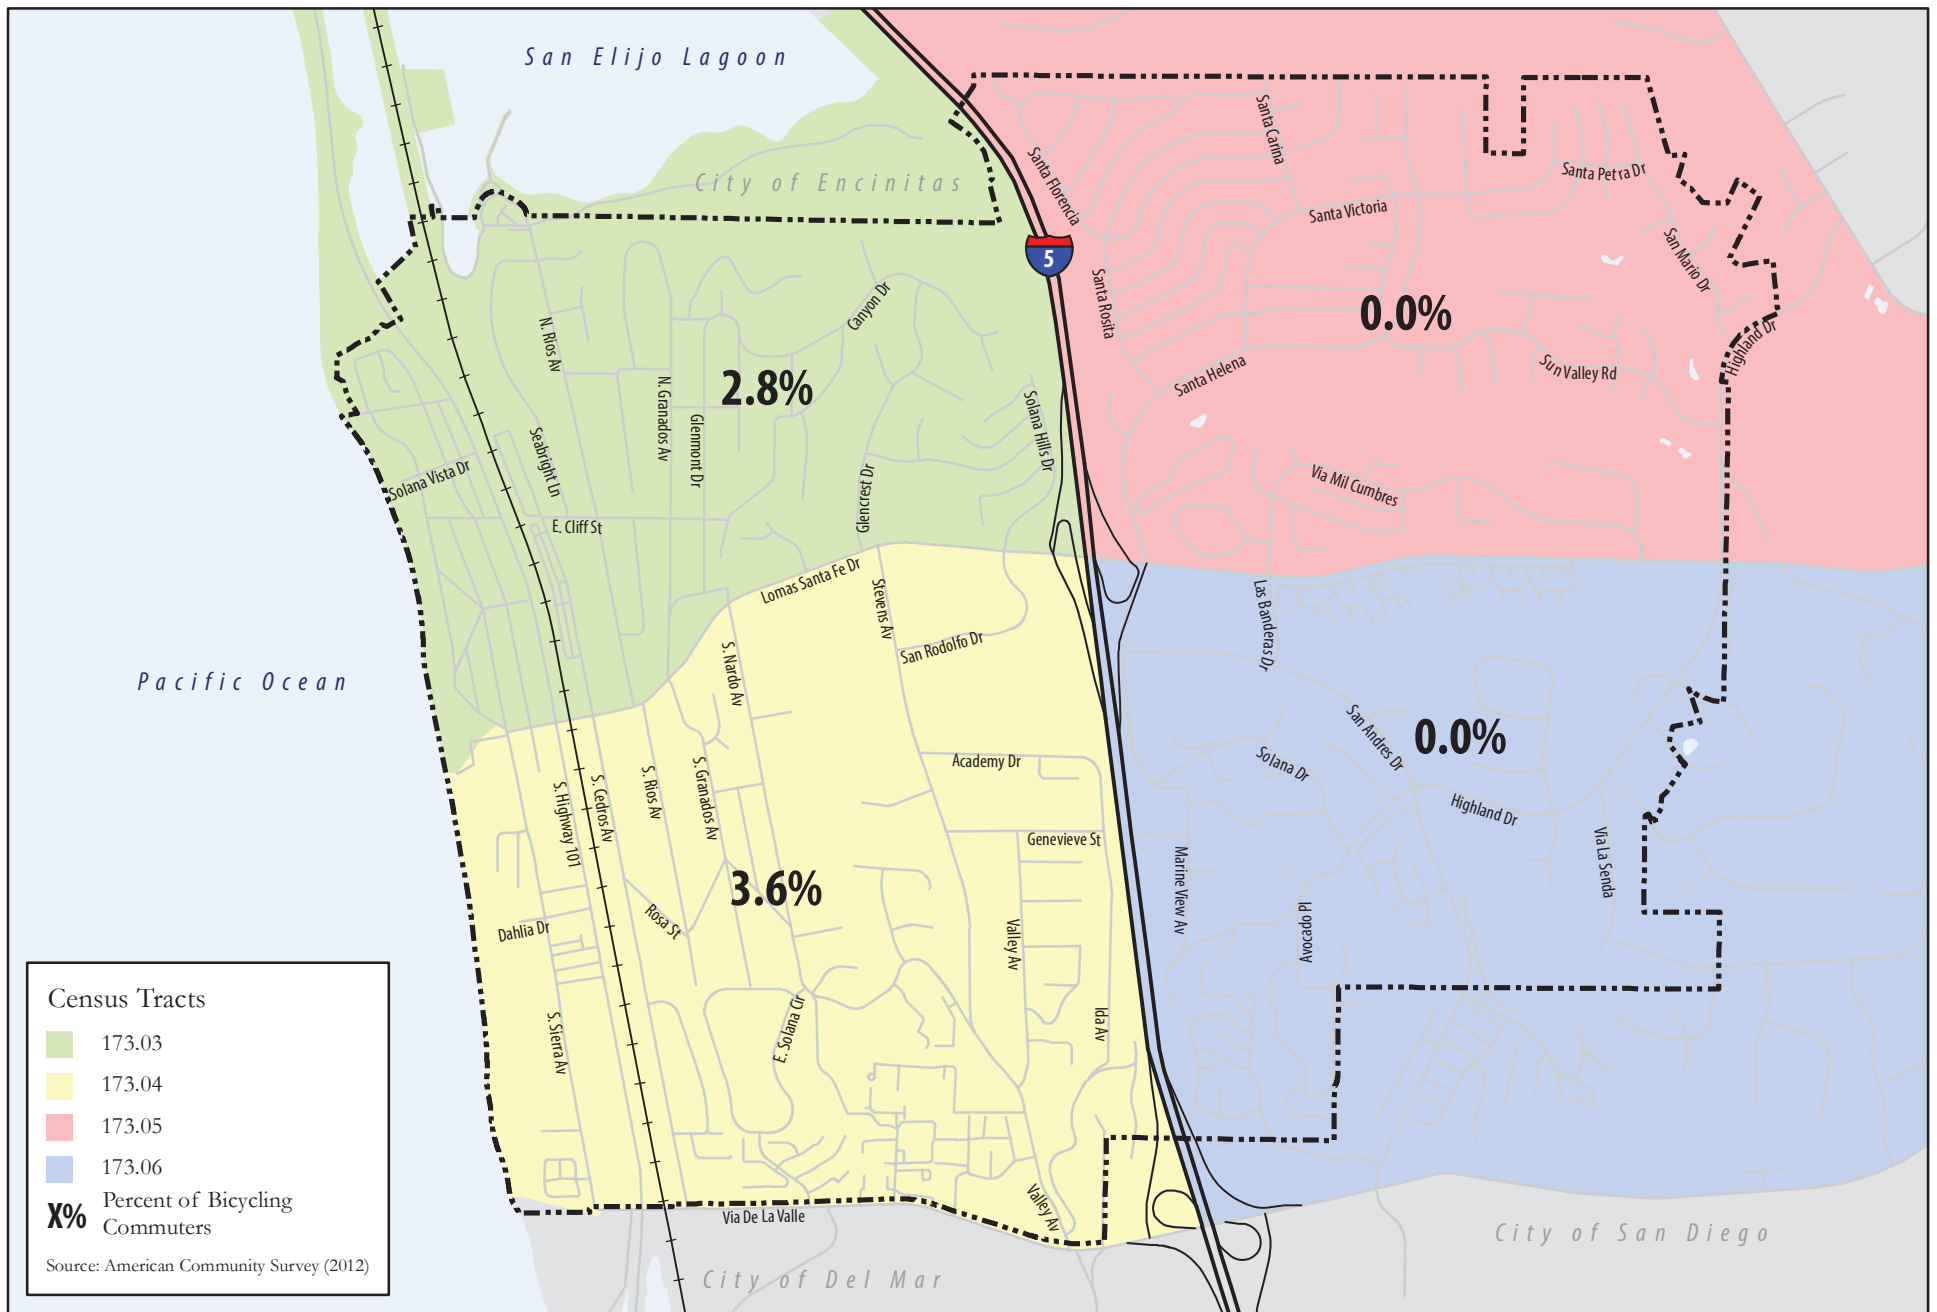 San Elijo Lagoon
City of Encinitas
Santa Carina
Santa Florencia
Santa Petra Dr
Santa Victoria
San Mario Dr
5
Santa Rosita
Canyon Dr
N. Rios Av
0.0%
Highland Dr
Santa Helena
Sun Valley Rd
2.8%
N. Granados Av
Glenmont Dr
Solana Hills Dr
Seabright Ln
Solana Vista Dr
Glencrest Dr
Via Mil Cumbres
E. Cliff St
Lomas Santa Fe Dr
Stevens Av
Las Banderas Dr
San Rodolfo Dr
S. Nardo Av
Pacific Ocean
San Andres Dr
0.0%
Solana Dr
Academy Dr
S. Highway 101
S. Cedros Av
S. Rios Av
S. Granados Av
Highland Dr
Genevieve St
Via La Senda
Marine View Av
3.6%
Rosa St
Dahlia Dr
Valley Av
Avocedo Pl
Ida Av
E. Solana Cir
S. Sierra Av
Valley Av
Via De La Valle
City of San Diego
City of Del Mar
Census Tracts
173.03
173.04
173.05
173.06
X% Percent of Bicycling
Commuters
Source: American Community Survey (2012)